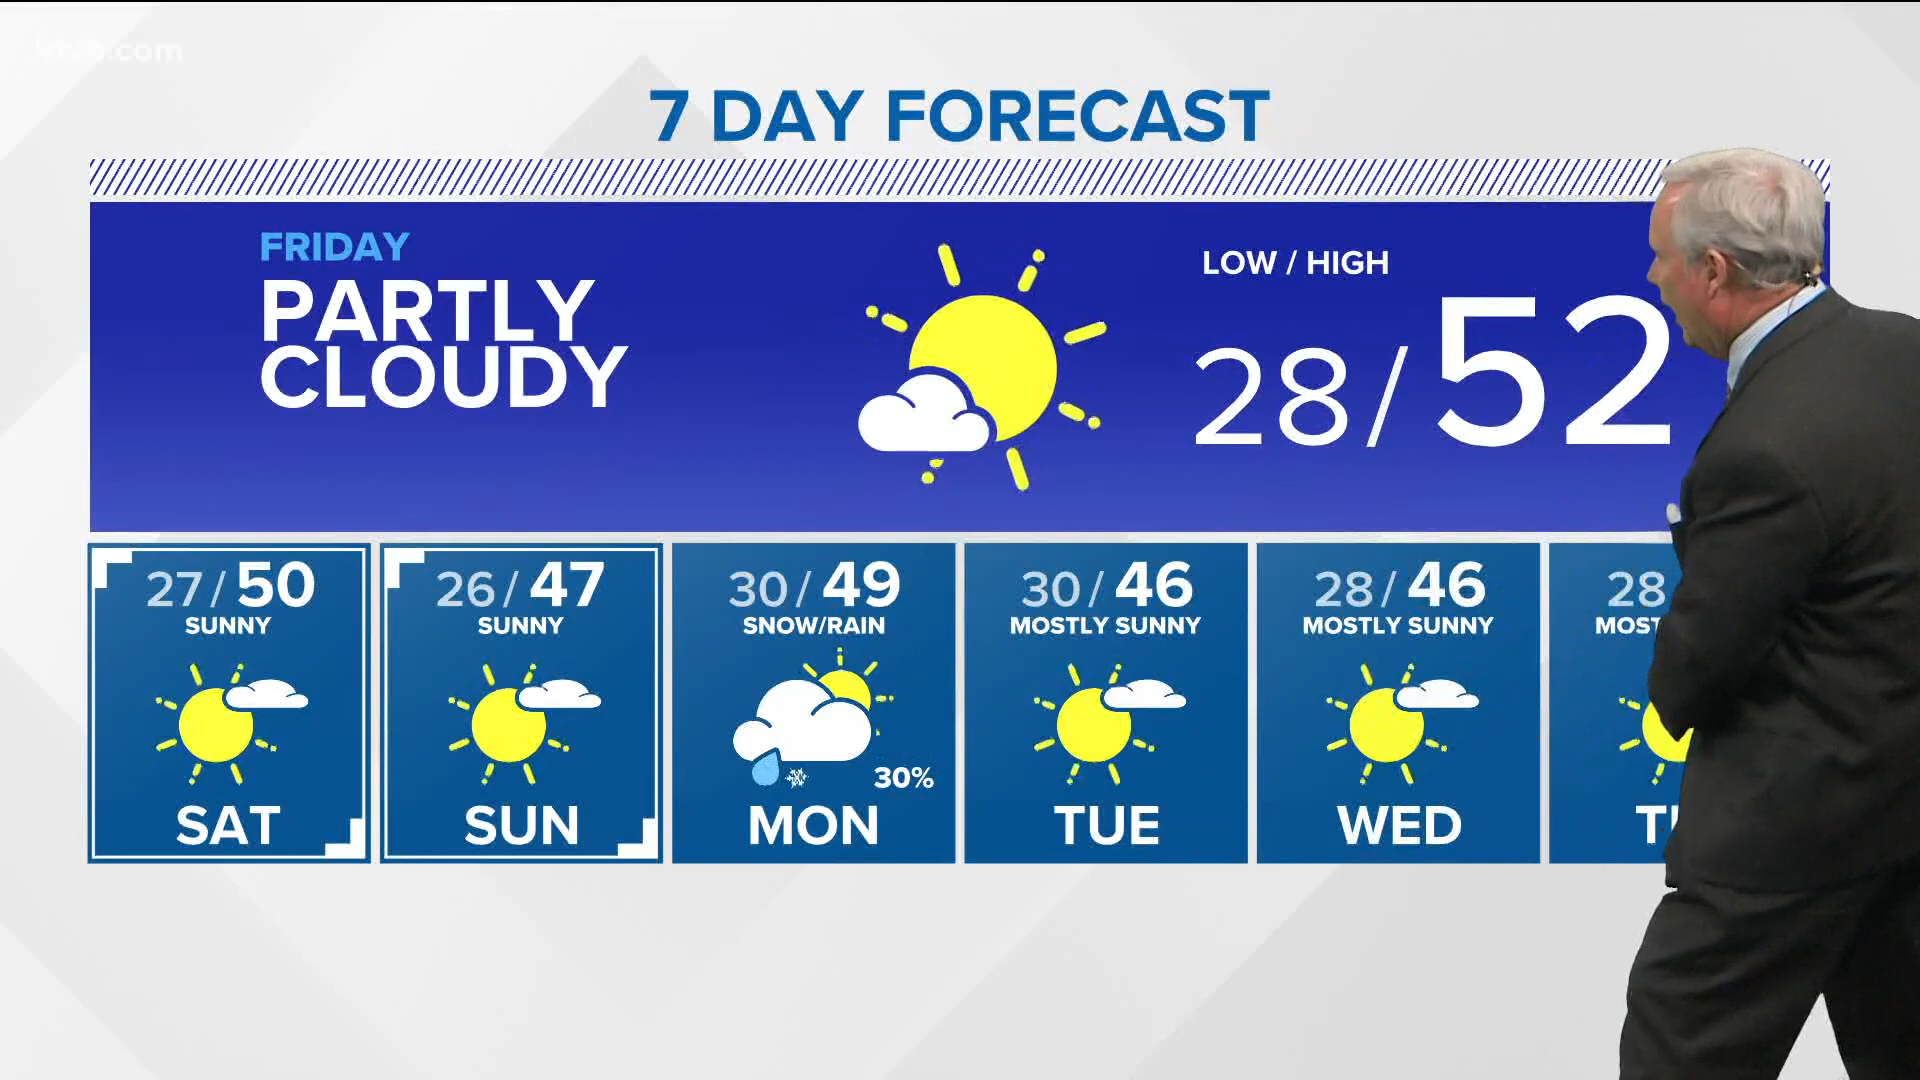 7 DAY FORECAST
FRIDAY
PARTLY
CLOUDY
LOW / HIGH
28/52
27/50
SUNNY
SAT
26/47
SUNNY
SUN
30/49
SNOW/RAIN
30%
MON
30/46
MOSTLY SUNNY
TUE
28/46
MOSTLY SUNNY
WED
28